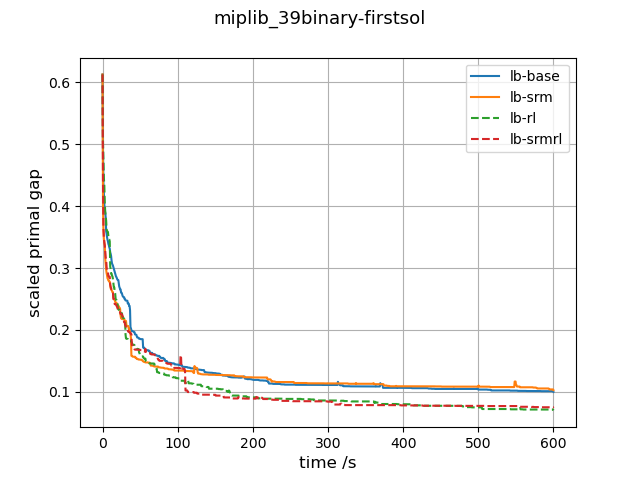 miplib_39binary-firstsol
lb-base
lb-srm
lb-rl
lb-srmrl
scaled primal gap
0.6
0.5
0.4
0.3
0.2
0.1
0 100 200 300 400 500 600
time /s